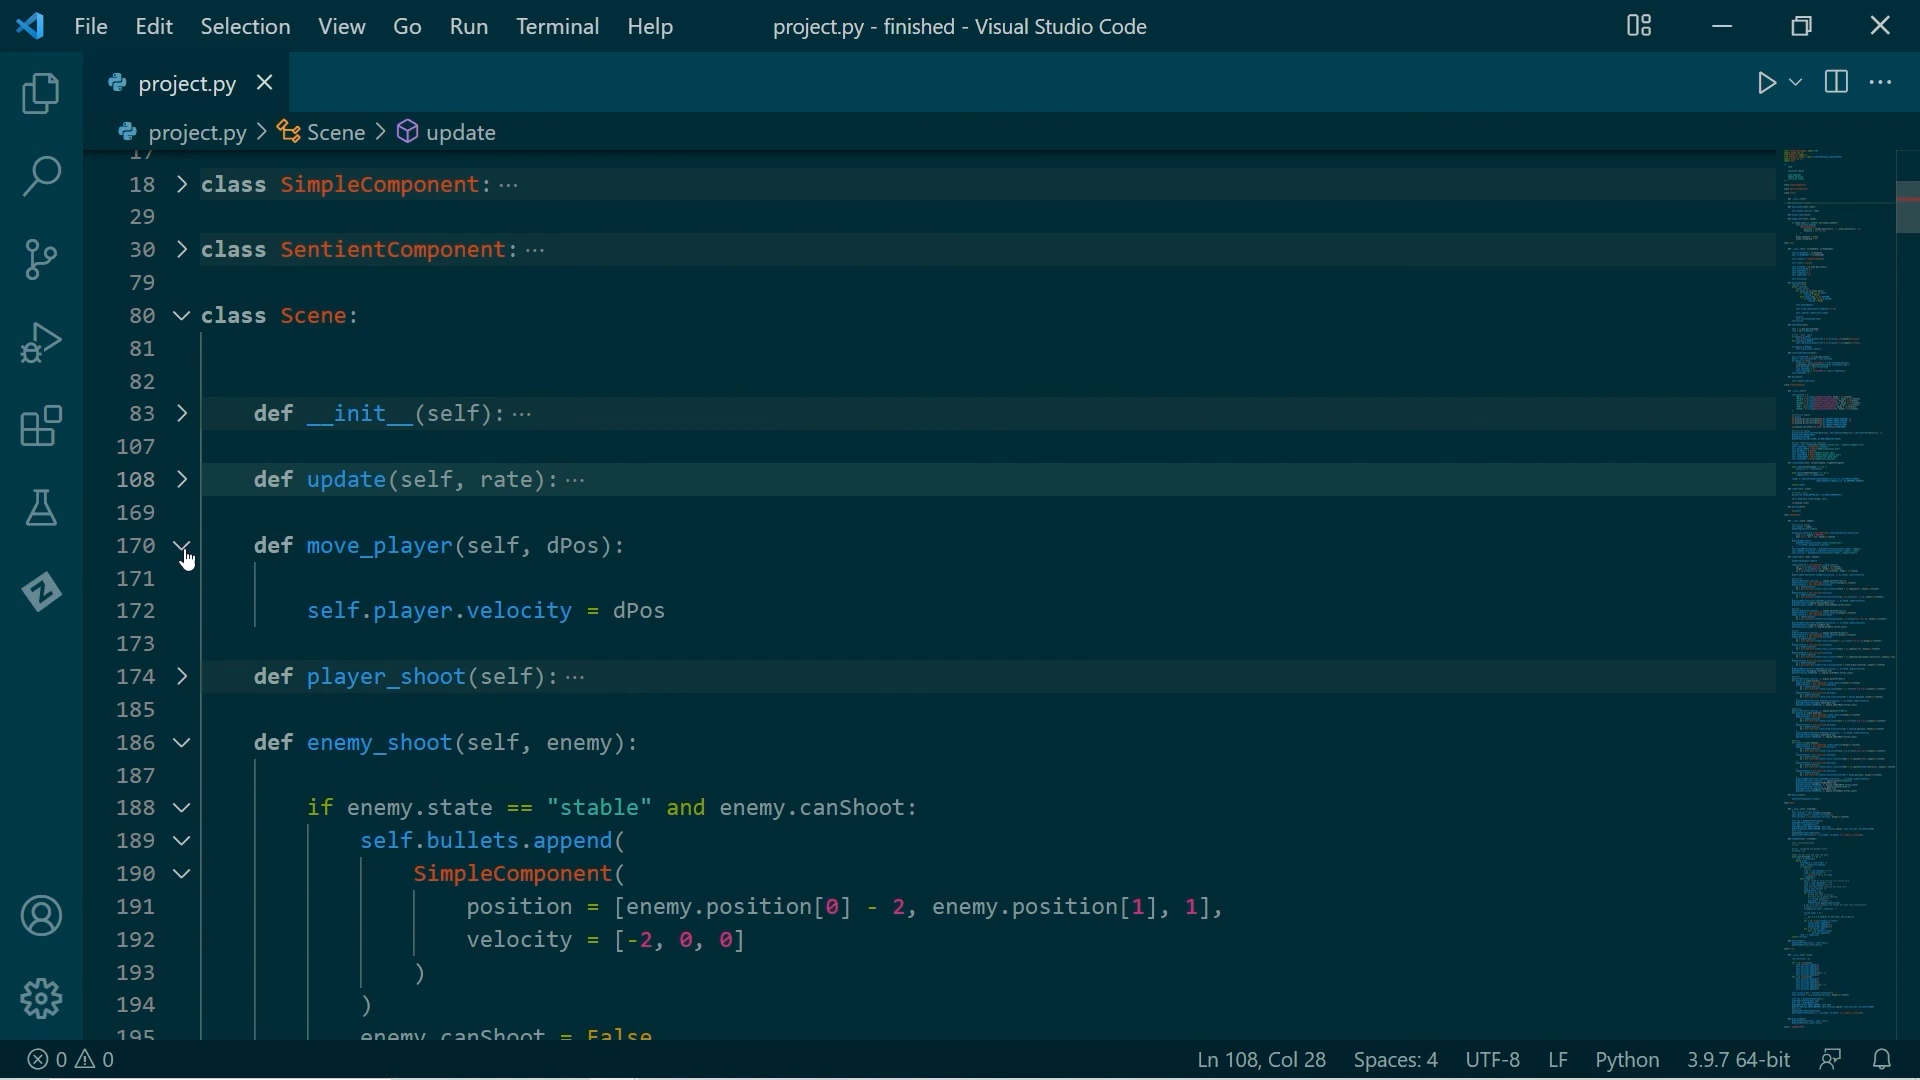 File Edit Selection View Go Run Terminal Help project.py - finished - Visual Studio Code
project.py
project.py > Scene > update
17
18 class SimpleComponent: ...
29
30 class SentientComponent: ...
79
80 class Scene:
81
82
83 def __init__(self): ...
107
108 def update(self, rate): ...
169
170 def move_player(self, dPos):
171
172 self.player.velocity = dPos
173
174 def player_shoot(self): ...
185
186 def enemy_shoot(self, enemy):
187
188 if enemy.state == "stable" and enemy.canShoot:
189 self.bullets.append(
190 SimpleComponent(
191 position = [enemy.position[0] - 2, enemy.position[1], 1],
192 velocity = [-2, 0, 0]
193 )
194 )
195 enemy.canShoot = False
0 0 Ln 108, Col 28 Spaces: 4 UTF-8 LF Python 3.9.7 64-bit